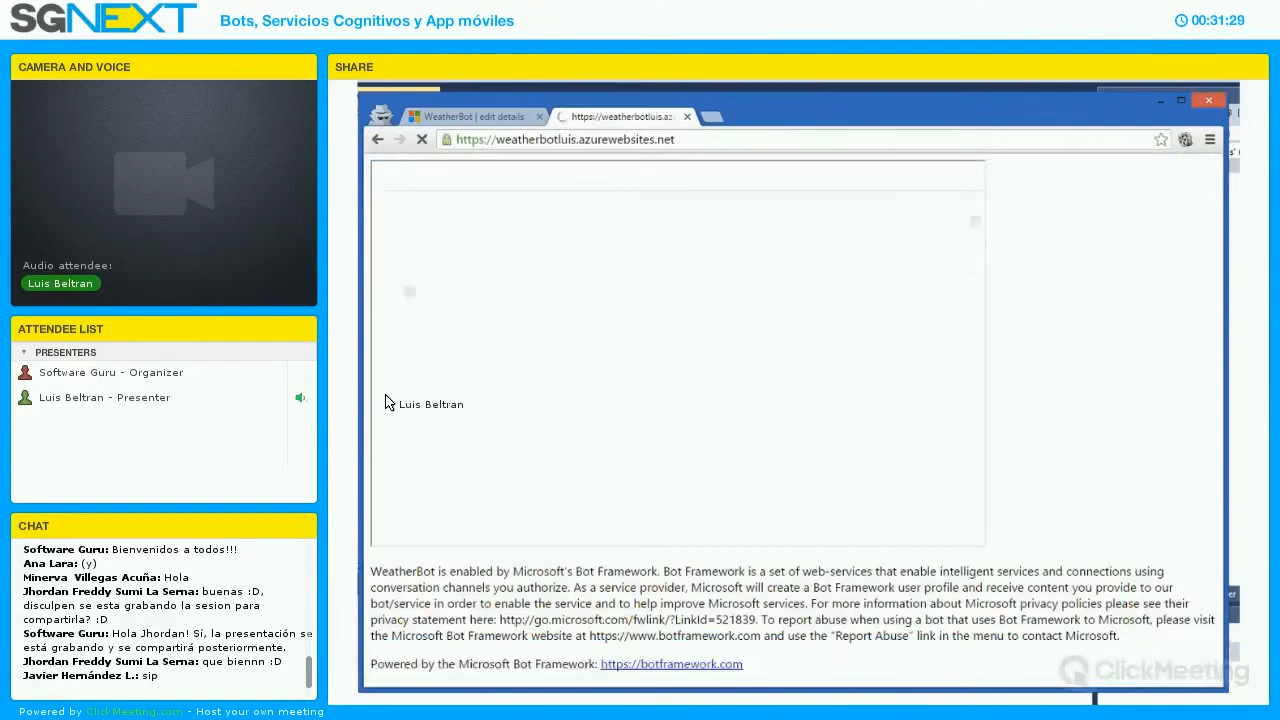 SGNEXT
Bots, Servicios Cognitivos y App móviles
00:31:29
CAMERA AND VOICE
Audio attendee:
Luis Beltran
ATTENDEE LIST
PRESENTERS
Software Guru - Organizer
Luis Beltran - Presenter
CHAT
Software Guru: Bienvenidos a todos!!!
Ana Lara: (y)
Minerva Villegas Acuña: Hola
Jhordan Freddy Sumi La Serna: buenas :D,
disculpen se esta grabando la sesion para
compartirla? :D
Software Guru: Hola Jhordan! Sí, la presentación se
está grabando y se compartirá posteriormente.
Jhordan Freddy Sumi La Serna: que biennn :D
Javier Hernández L.: sip
Powered by ClickMeeting.com - Host your own meeting
SHARE
WeatherBot | edit details
https://weatherbotluis.az
https://weatherbotluis.azurewebsites.net
Luis Beltran
WeatherBot is enabled by Microsoft's Bot Framework. Bot Framework is a set of web-services that enable intelligent services and connections using
conversation channels you authorize. As a service provider, Microsoft will create a Bot Framework user profile and receive content you provide to our
bot/service in order to enable the service and to help improve Microsoft services. For more information about Microsoft privacy policies please see their
privacy statement here: http://go.microsoft.com/fwlink/?LinkId=521839. To report abuse when using a bot that uses Bot Framework to Microsoft, please visit
the Microsoft Bot Framework website at https://www.botframework.com and use the "Report Abuse" link in the menu to contact Microsoft.
Powered by the Microsoft Bot Framework: https://botframework.com
ClickMeeting